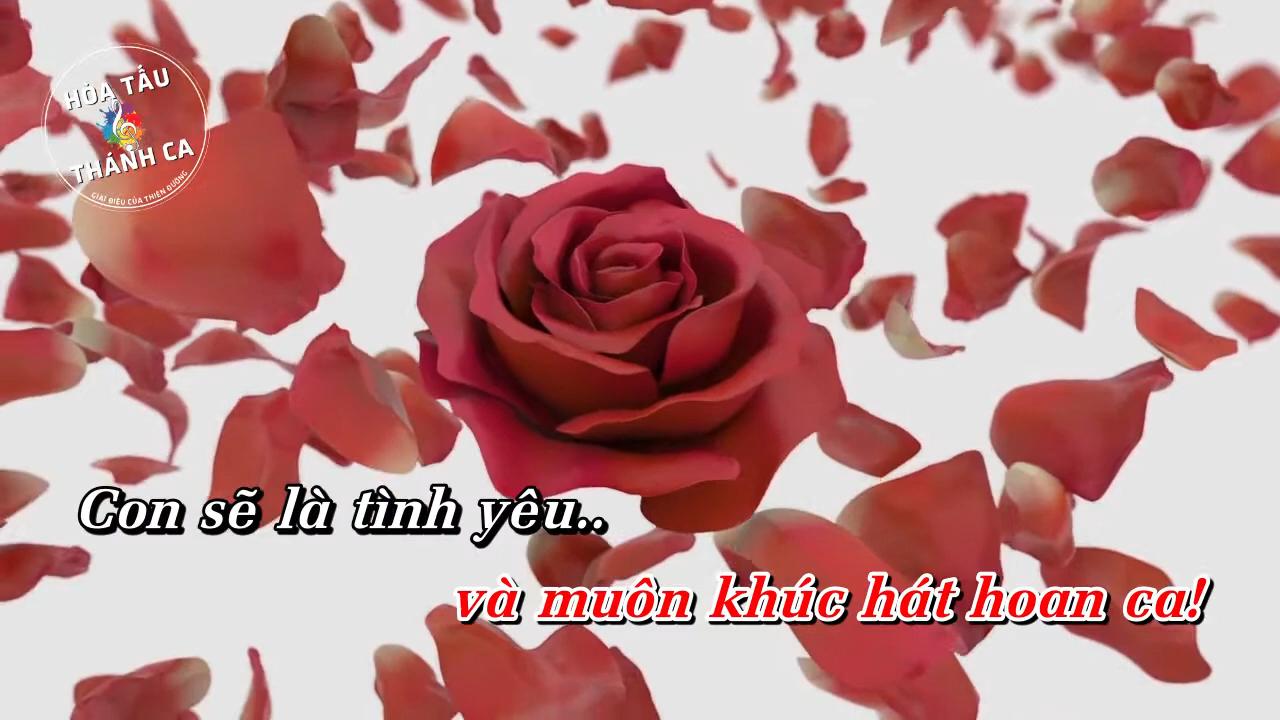 HÒA TẤU
THÁNH CA
GIAI ĐIỆU CỦA THIÊN ĐƯỜNG
Con sẽ là tình yêu..
và muôn khúc hát hoan ca!